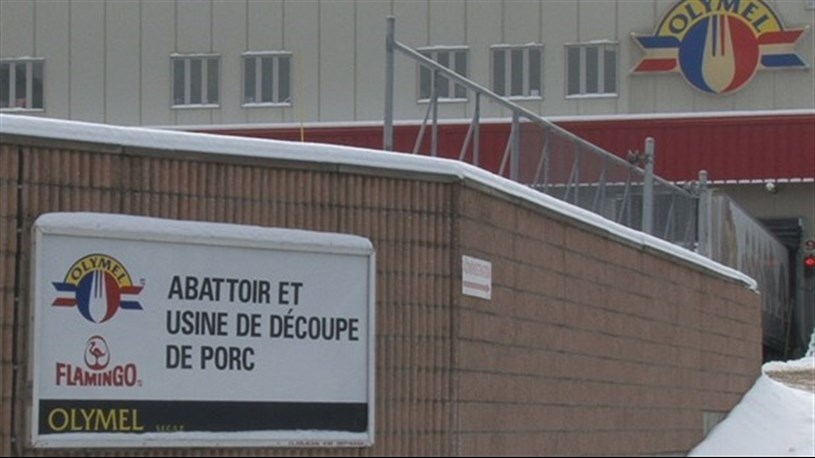 OLYMEL
OLYMEL
ABATTOIR ET
USINE DE DÉCOUPE
DE PORC
FLAMINGO
OLYMEL